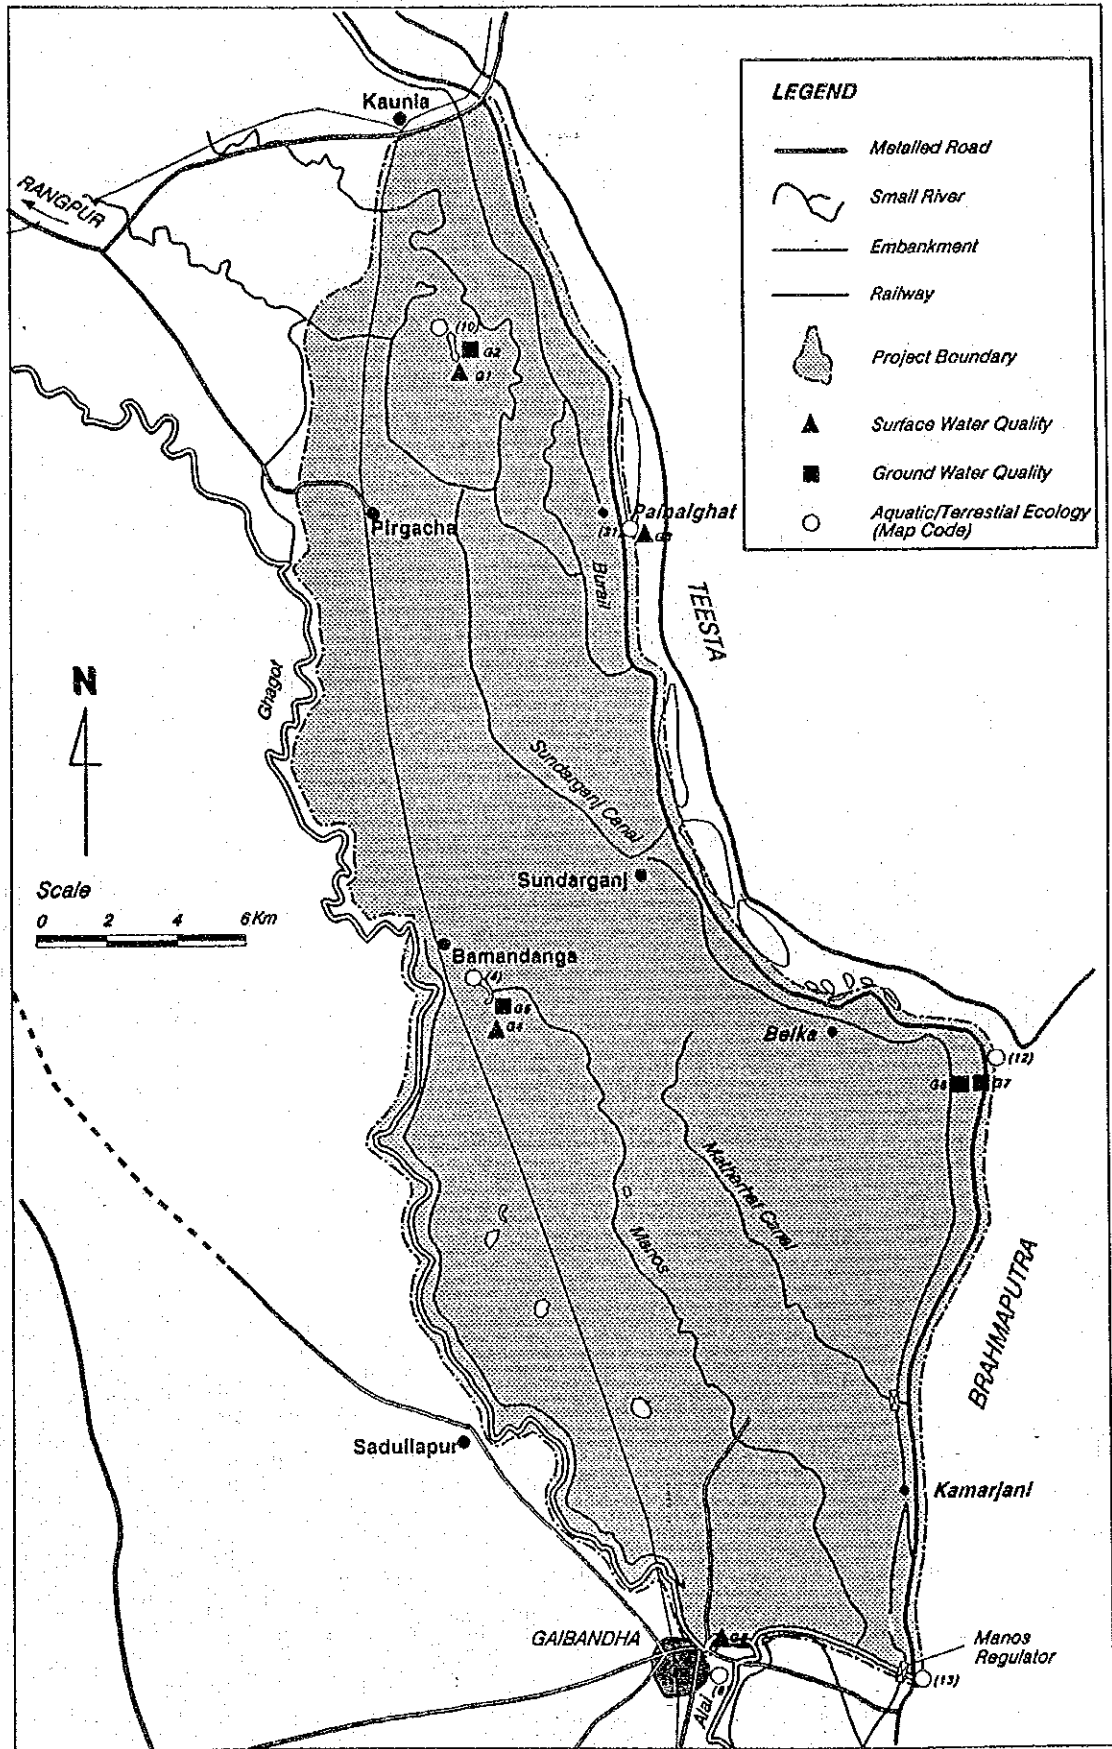 LEGEND
Metalled Road
Small River
Embankment
Railway
Project Boundary
Surface Water Quality
Ground Water Quality
Aquatic/Terrestial Ecology
(Map Code)
Kaunia
RANGPUR
(10)
G2
G1
Pirgacha
(31)
Burail
TEESTA
Ghagot
N
Sundarganj Canal
Sundarganj
Scale
0 2 4 6Km
Bamandanga
(4)
Belka
(12)
G7
Matherhat Canal
Manos
BRAHMAPUTRA
Sadullapur
Kamarjani
GAIBANDHA
Manos
Regulator
(13)
Alai